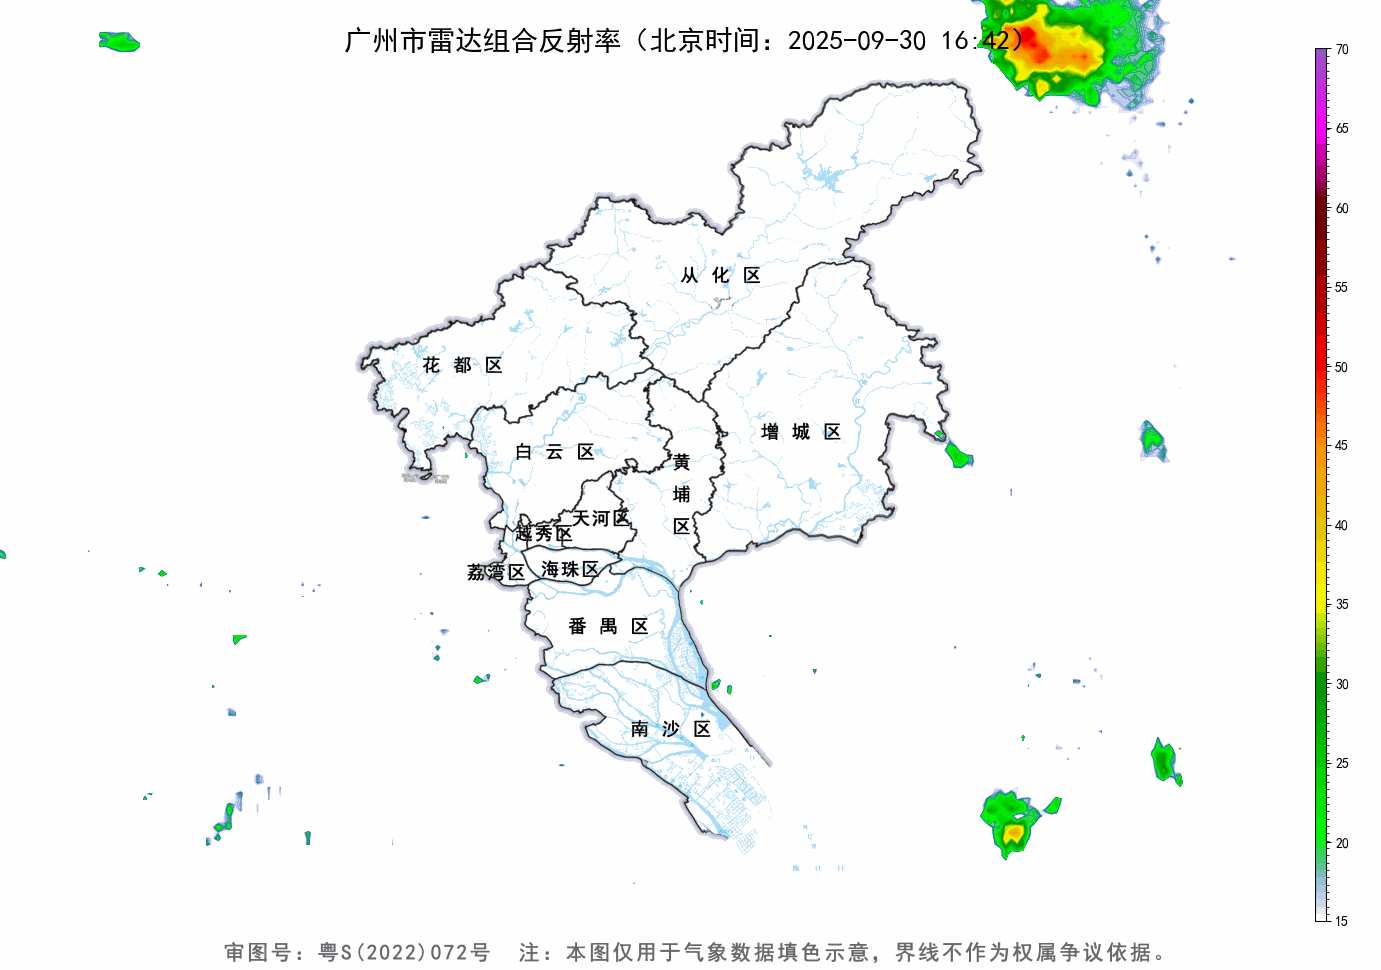 广州市雷达组合反射率（北京时间：2025-09-30 16:42）
70
65
60
55
50
45
40
35
30
25
20
15
从化区
花都区
增城区
白云区
黄埔区
天河区
越秀区
海珠区
荔湾区
番禺区
南沙区
审图号：粤S(2022)072号 注：本图仅用于气象数据填色示意，界线不作为权属争议依据。